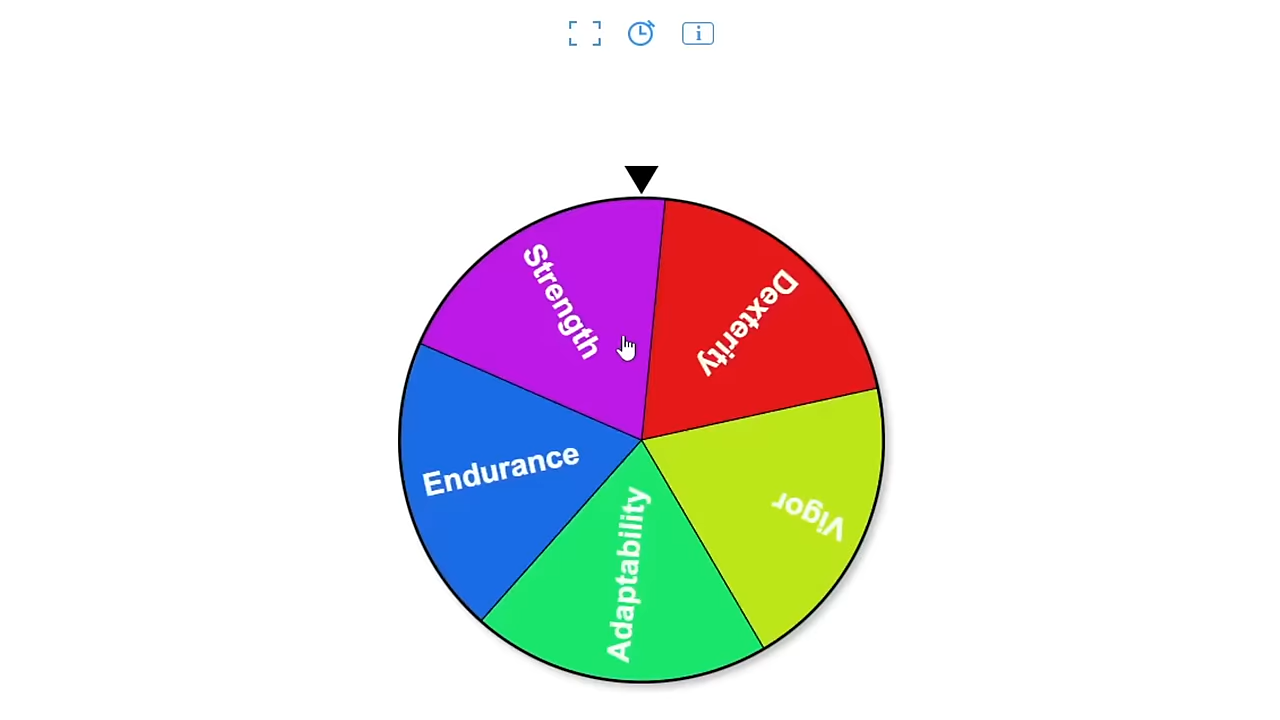 Strength
Dexterity
Endurance
Vigor
Adaptability